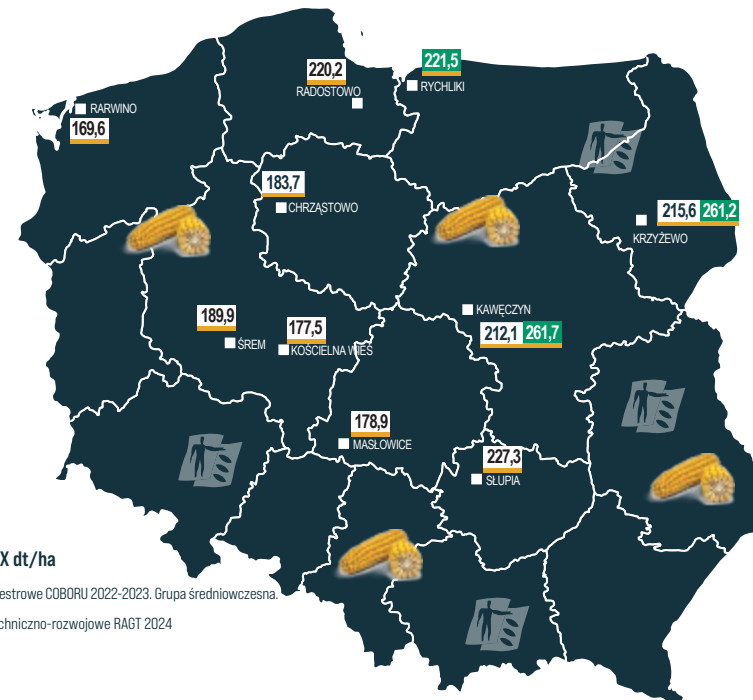 221,5
220,2
RADOSTOWO
RYCHLIKI
RARWINO
169,6
183,7
CHRZĄSTOWO
215,6 261,2
KRZYŻEWO
189,9
ŚREM
177,5
KOŚCIELNA WIEŚ
KAWĘCZYN
212,1 261,7
178,9
MASŁOWICE
227,3
SŁUPIA
X dt/ha
estrowe COBORU 2022-2023. Grupa średniowczesna.
chniczno-rozwojowe RAGT 2024